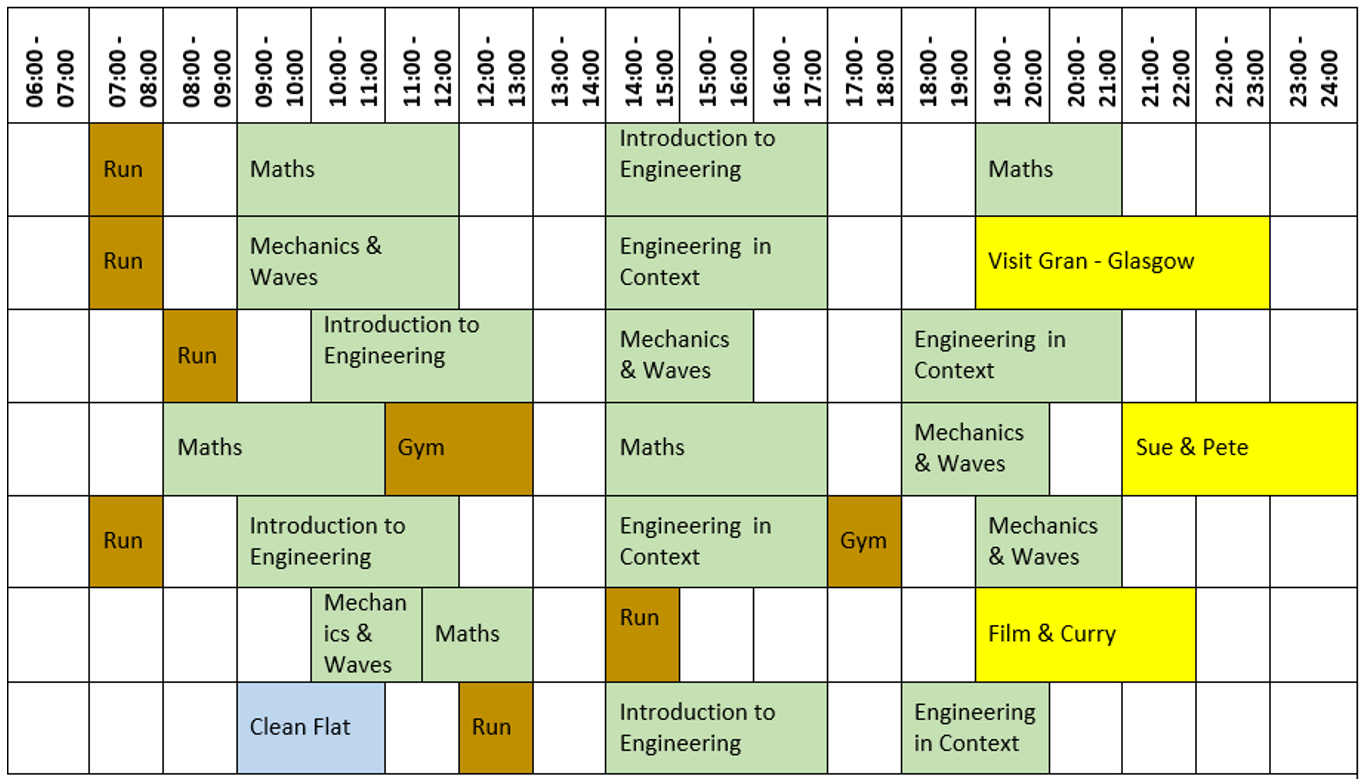 06:00 -
07:00
07:00 -
08:00
08:00 -
09:00
09:00 -
10:00
10:00 -
11:00
11:00 -
12:00
12:00 -
13:00
13:00 -
14:00
14:00 -
15:00
15:00 -
16:00
16:00 -
17:00
17:00 -
18:00
18:00 -
19:00
19:00 -
20:00
20:00 -
21:00
21:00 -
22:00
22:00 -
23:00
23:00 -
24:00
Run
Maths
Introduction to
Engineering
Maths
Run
Mechanics &
Waves
Engineering in
Context
Visit Gran - Glasgow
Run
Introduction to
Engineering
Mechanics
& Waves
Engineering in
Context
Maths
Gym
Maths
Mechanics
& Waves
Sue & Pete
Run
Introduction to
Engineering
Engineering in
Context
Gym
Mechanics
& Waves
Mechan
ics &
Waves
Maths
Run
Film & Curry
Clean Flat
Run
Introduction to
Engineering
Engineering
in Context